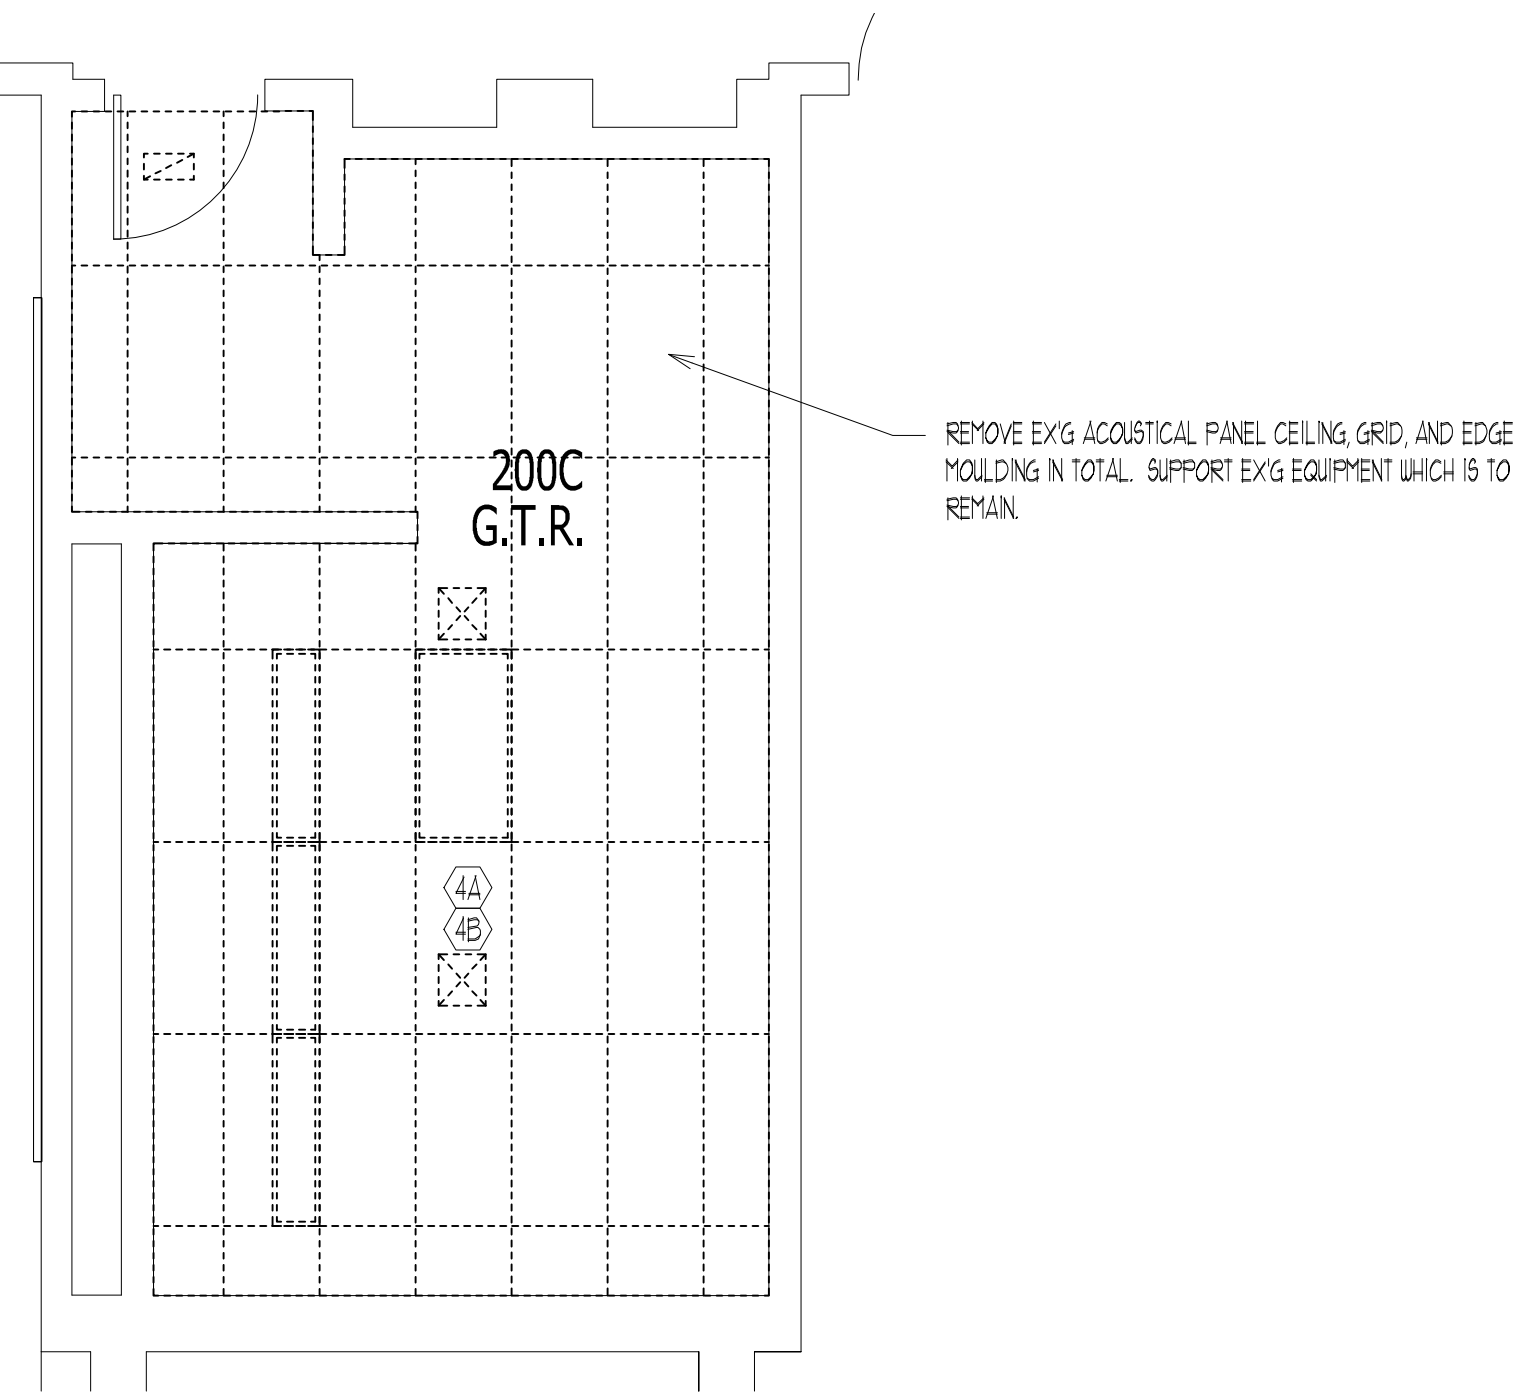 REMOVE EX'G ACOUSTICAL PANEL CEILING, GRID, AND EDGE
MOULDING IN TOTAL. SUPPORT EX'G EQUIPMENT WHICH IS TO
REMAIN.
200C
G.T.R.
4A
4B